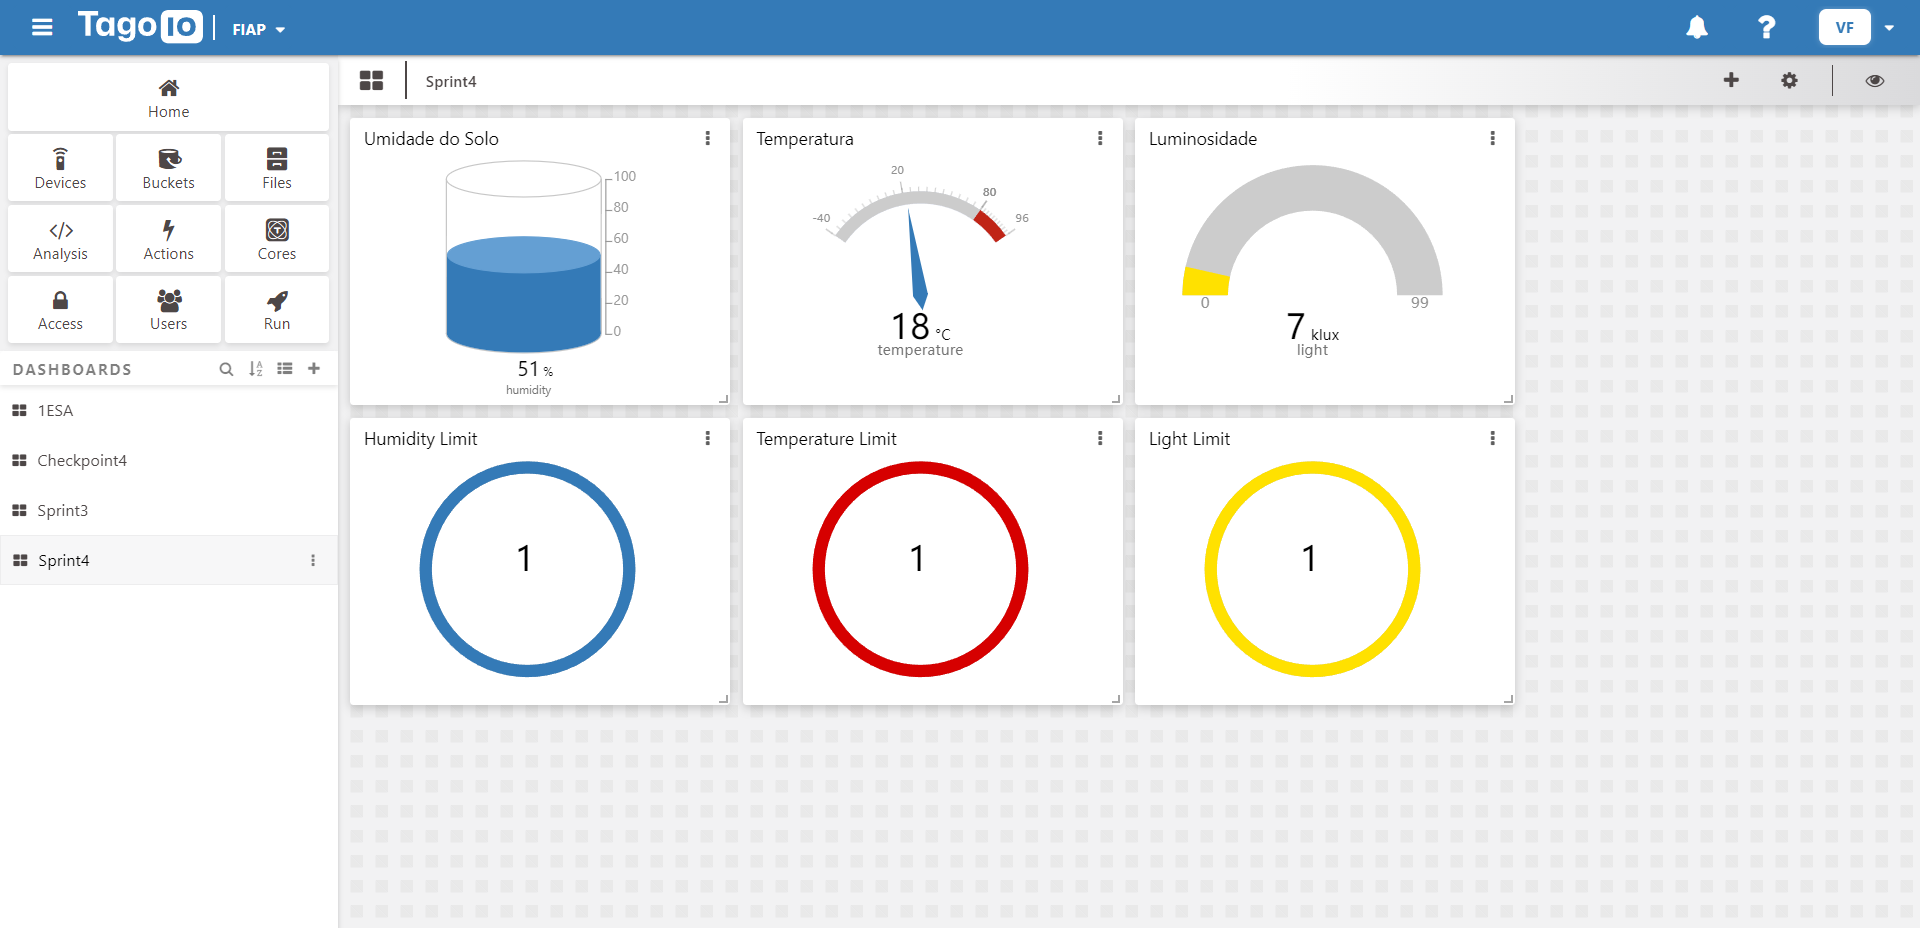 Tago IO
FIAP
VF
Home
Devices
Buckets
Files
Analysis
Actions
Cores
Access
Users
Run
DASHBOARDS
1ESA
Checkpoint4
Sprint3
Sprint4
Sprint4
Umidade do Solo
100
80
60
40
20
0
51 %
humidity
Temperatura
-40
20
80
96
18 °C
temperature
Luminosidade
0
99
7 klux
light
Humidity Limit
1
Temperature Limit
1
Light Limit
1